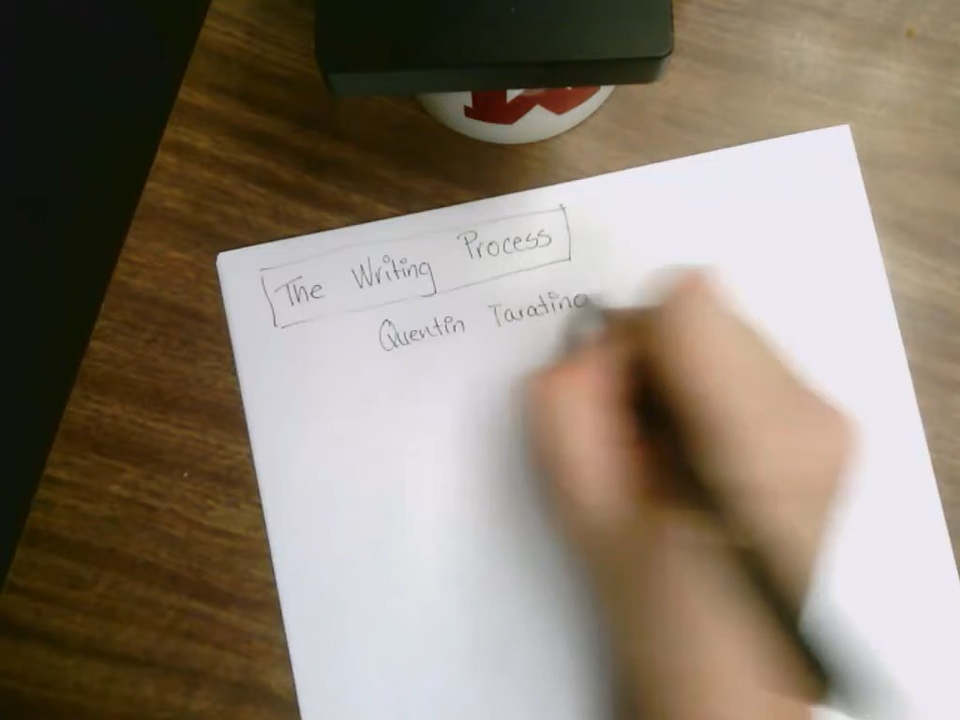 The Writing Process
Quentin Taratino